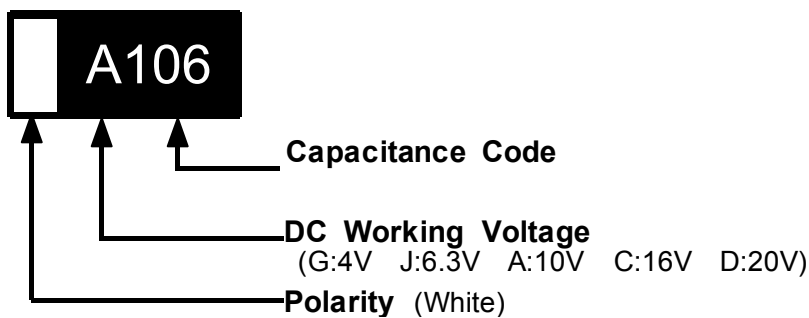 A106
Capacitance Code
DC Working Voltage
(G:4V J:6.3V A:10V C:16V D:20V)
Polarity (White)